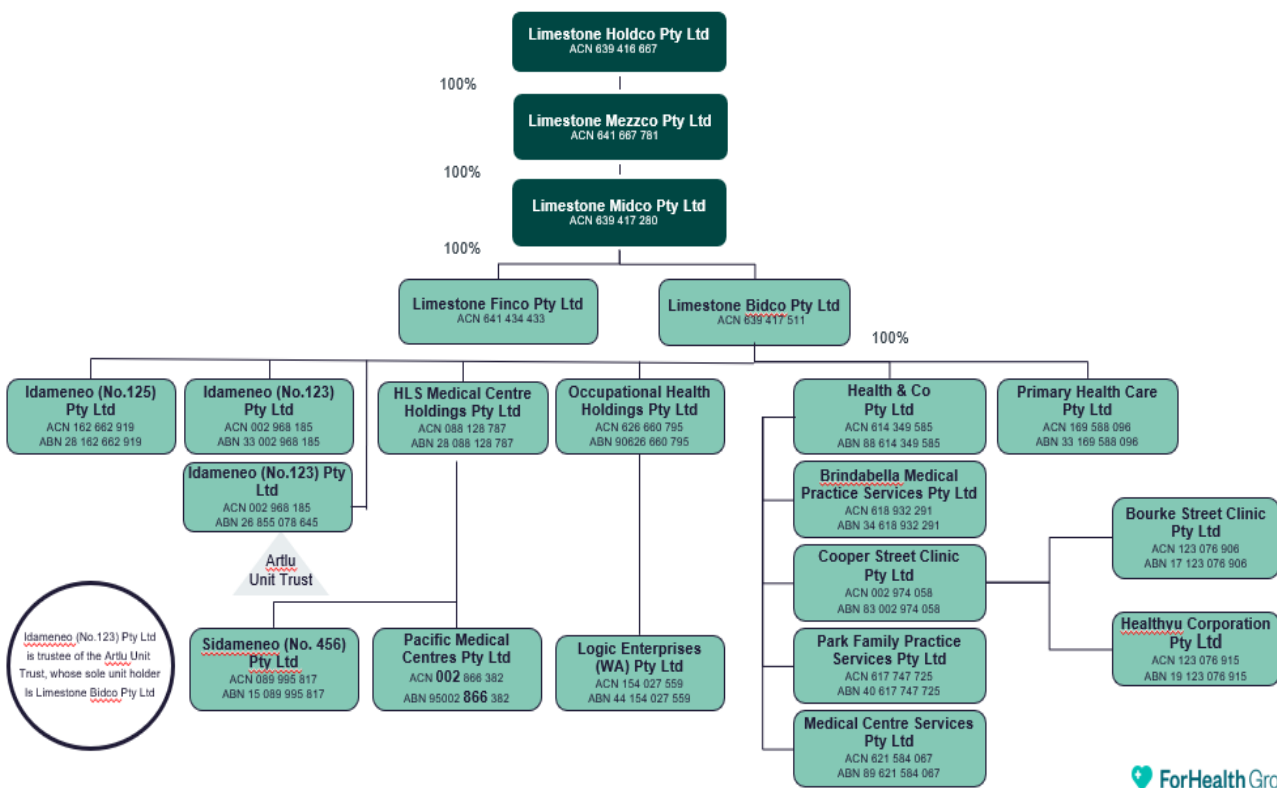 Limestone Holdco Pty Ltd
ACN 639 416 667
100%
Limestone Mezzco Pty Ltd
ACN 641 667 781
100%
Limestone Midco Pty Ltd
ACN 639 417 280
100%
Limestone Finco Pty Ltd
ACN 641 434 433
Limestone Bidco Pty Ltd
ACN 639 417 511
100%
Idameneo (No.125)
Pty Ltd
ACN 162 662 919
ABN 28 162 662 919
Idameneo (No.123)
Pty Ltd
ACN 002 968 185
ABN 33 002 968 185
HLS Medical Centre
Holdings Pty Ltd
ACN 088 128 787
ABN 28 088 128 787
Occupational Health
Holdings Pty Ltd
ACN 626 660 795
ABN 90626 660 795
Health & Co
Pty Ltd
ACN 614 349 585
ABN 88 614 349 585
Primary Health Care
Pty Ltd
ACN 169 588 096
ABN 33 169 588 096
Idameneo (No.123) Pty
Ltd
ACN 002 968 185
ABN 26 855 078 645
Artlu
Unit Trust
Brindabella Medical
Practice Services Pty Ltd
ACN 618 932 291
ABN 34 618 932 291
Cooper Street Clinic
Pty Ltd
ACN 002 974 058
ABN 83 002 974 058
Bourke Street Clinic
Pty Ltd
ACN 123 076 906
ABN 17 123 076 906
Idameneo (No.123) Pty Ltd
is trustee of the Artlu Unit
Trust, whose sole unit holder
Is Limestone Bidco Pty Ltd
Sidameneo (No. 456)
Pty Ltd
ACN 089 995 817
ABN 15 089 995 817
Pacific Medical
Centres Pty Ltd
ACN 002 866 382
ABN 95002 866 382
Logic Enterprises
(WA) Pty Ltd
ACN 154 027 559
ABN 44 154 027 559
Park Family Practice
Services Pty Ltd
ACN 617 747 725
ABN 40 617 747 725
Healthyu Corporation
Pty Ltd
ACN 123 076 915
ABN 19 123 076 915
Medical Centre Services
Pty Ltd
ACN 621 584 067
ABN 89 621 584 067
ForHealth Gro